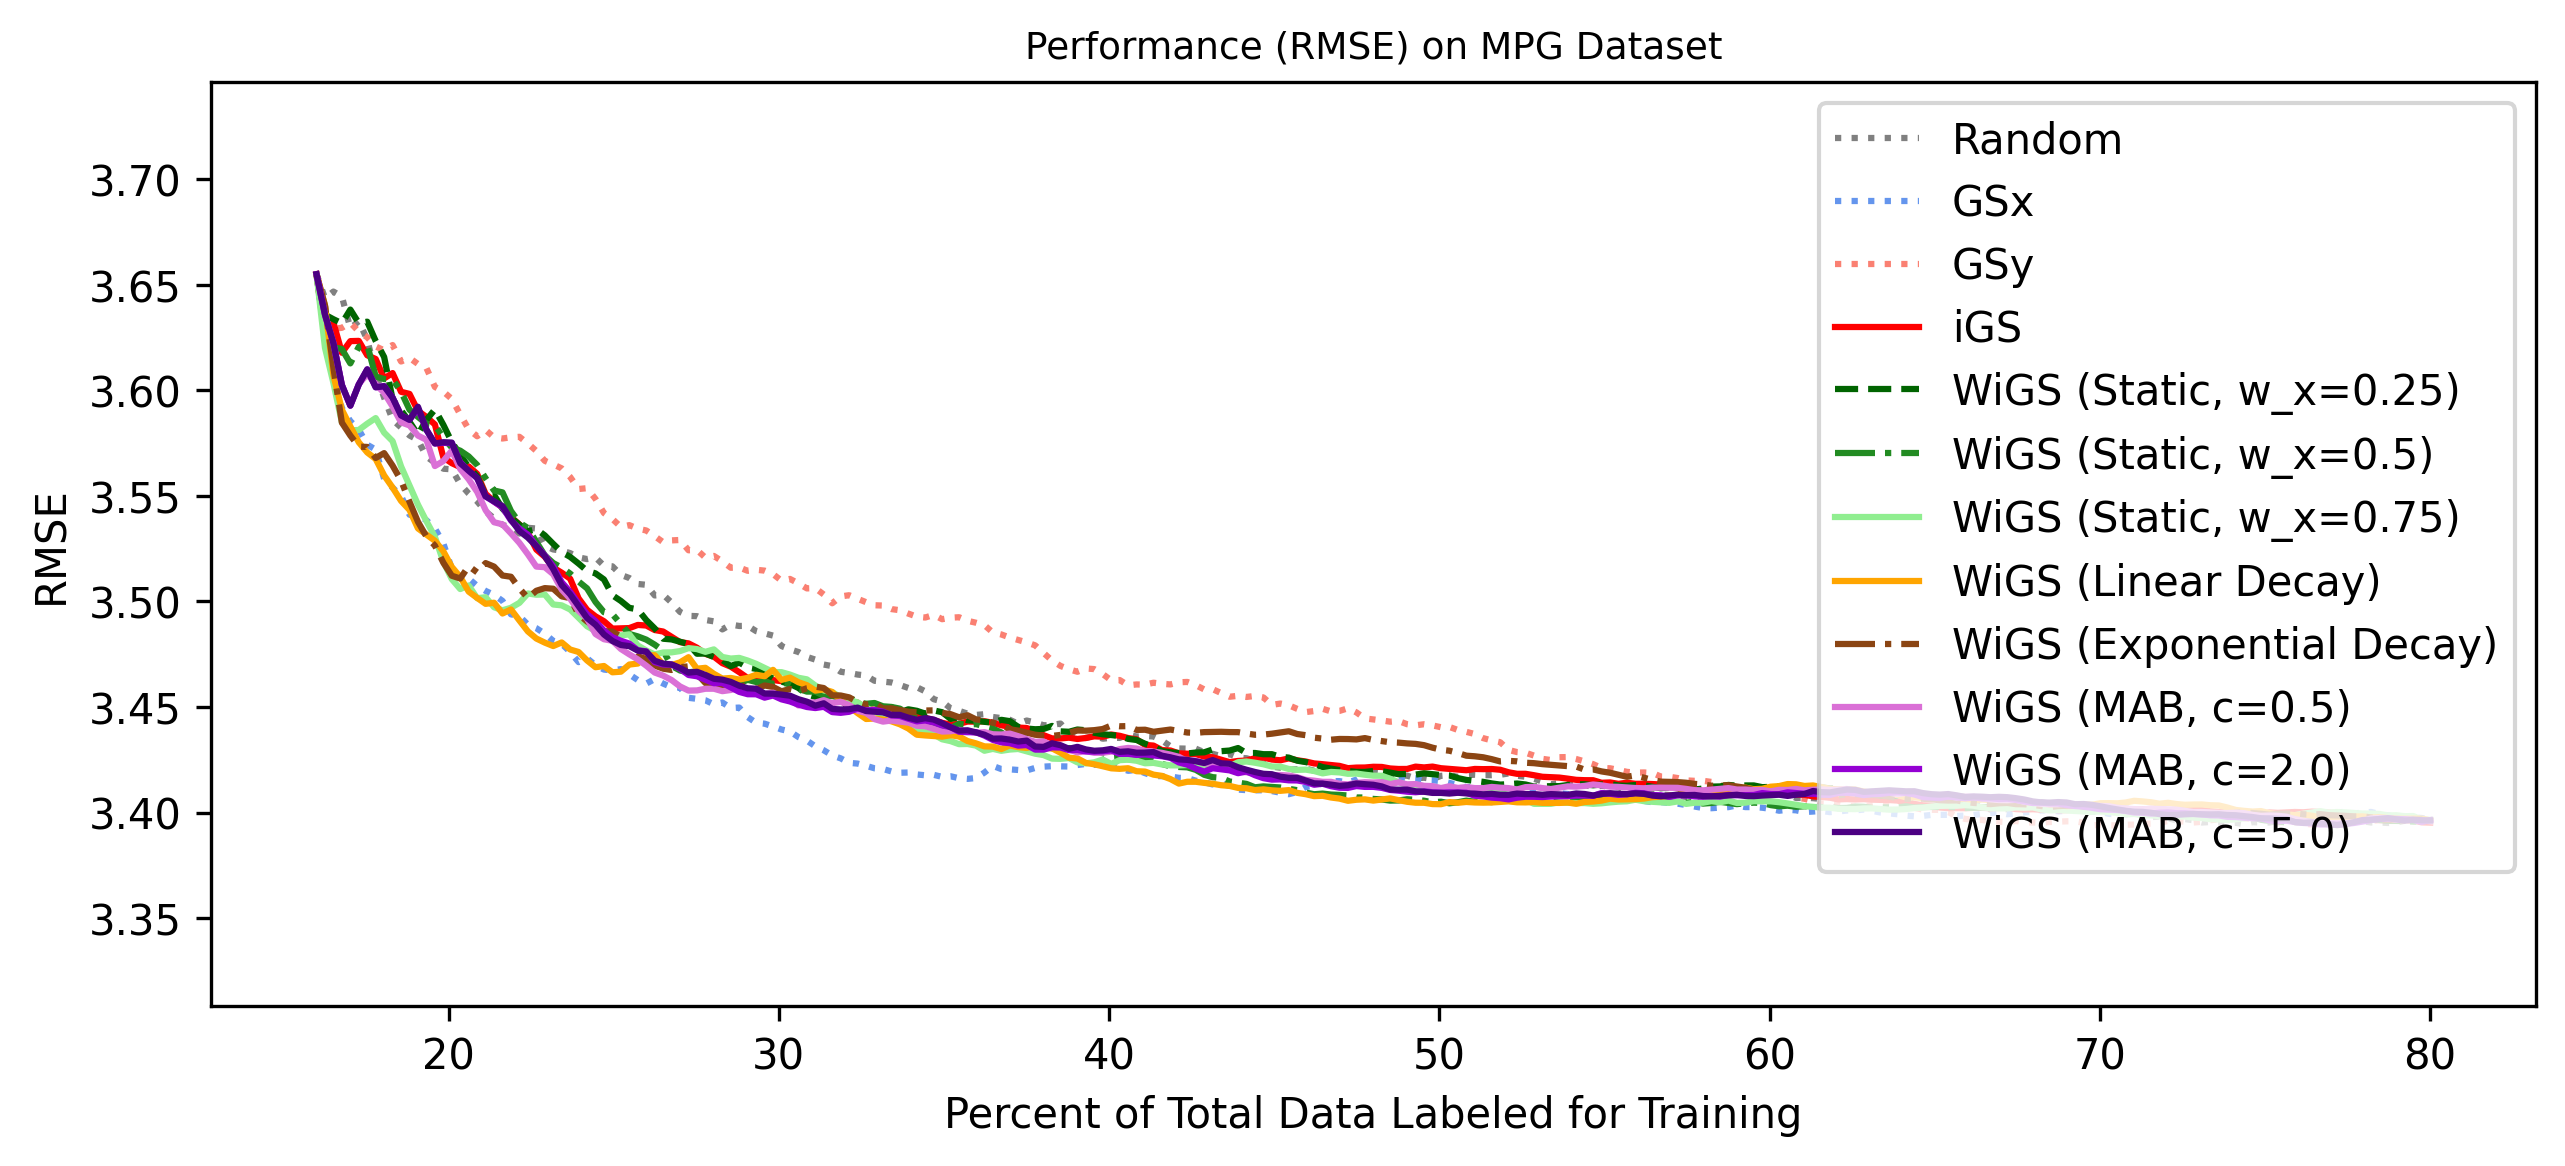 Performance (RMSE) on MPG Dataset
RMSE
3.70
3.65
3.60
3.55
3.50
3.45
3.40
3.35
Random
GSx
GSy
iGS
WiGS (Static, w_x=0.25)
WiGS (Static, w_x=0.5)
WiGS (Static, w_x=0.75)
WiGS (Linear Decay)
WiGS (Exponential Decay)
WiGS (MAB, c=0.5)
WiGS (MAB, c=2.0)
WiGS (MAB, c=5.0)
20 30 40 50 60 70 80
Percent of Total Data Labeled for Training